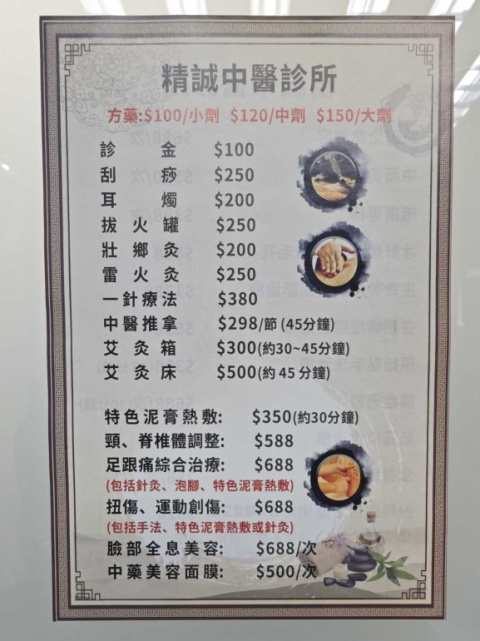 精誠中醫診所
方藥:$100/小劑 $120/中劑 $150/大劑
診金 $100
刮痧 $250
耳燭 $200
拔火罐 $250
壯鄉灸 $200
雷火灸 $250
一針療法 $380
中醫推拿 $298/節 (45分鐘)
艾灸箱 $300(約30~45分鐘)
艾灸床 $500(約 45 分鐘)
特色泥膏熱敷: $350(約30分鐘)
頸、脊椎體調整: $588
足跟痛綜合治療: $688
(包括針灸、泡腳、特色泥膏熱敷)
扭傷、運動創傷: $688
(包括手法、特色泥膏熱敷或針灸)
臉部全息美容: $688/次
中藥美容面膜: $500/次